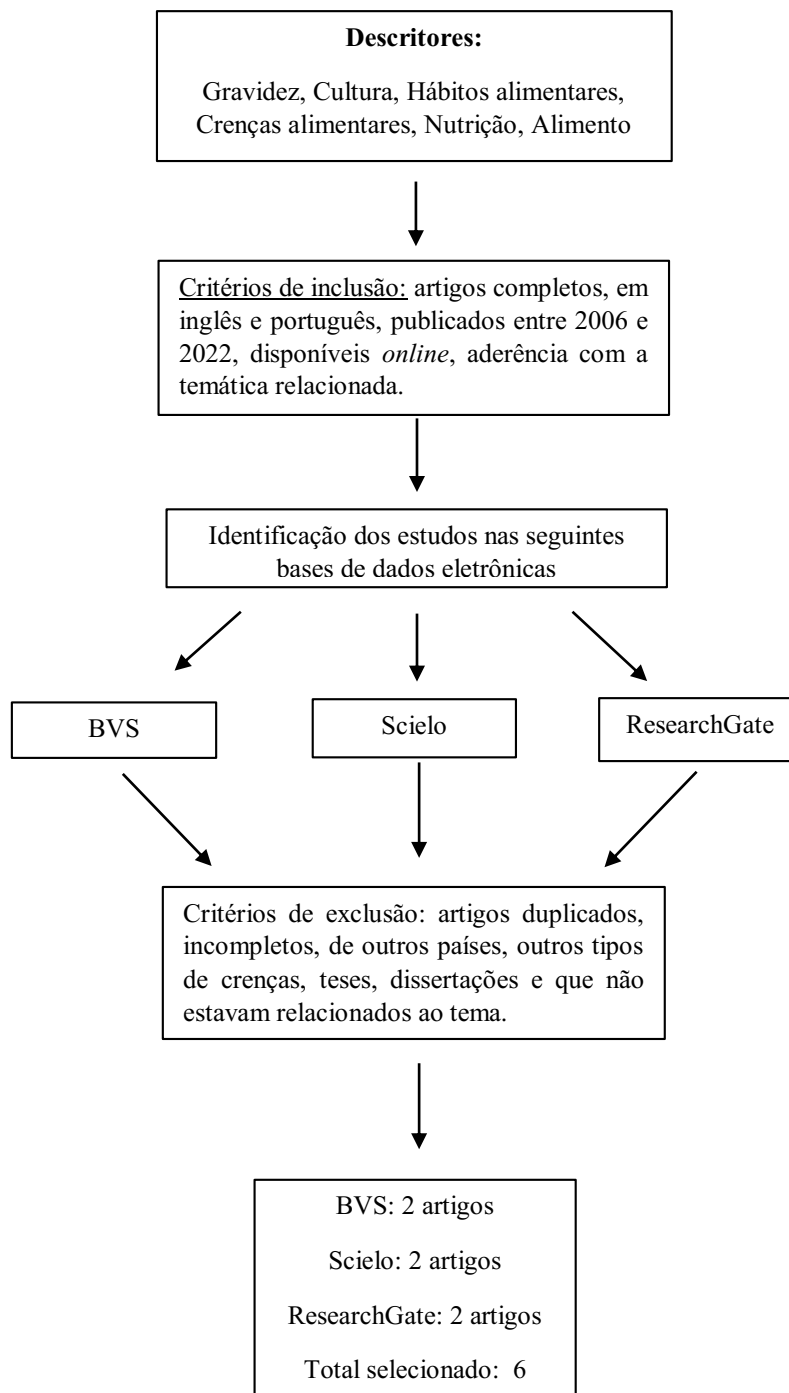 Descritores:
Gravidez, Cultura, Hábitos alimentares,
Crenças alimentares, Nutrição, Alimento
Critérios de inclusão: artigos completos, em
inglês e português, publicados entre 2006 e
2022, disponíveis online, aderência com a
temática relacionada.
Identificação dos estudos nas seguintes
bases de dados eletrônicas
BVS
Scielo
ResearchGate
Critérios de exclusão: artigos duplicados,
incompletos, de outros países, outros tipos
de crenças, teses, dissertações e que não
estavam relacionados ao tema.
BVS: 2 artigos
Scielo: 2 artigos
ResearchGate: 2 artigos
Total selecionado: 6